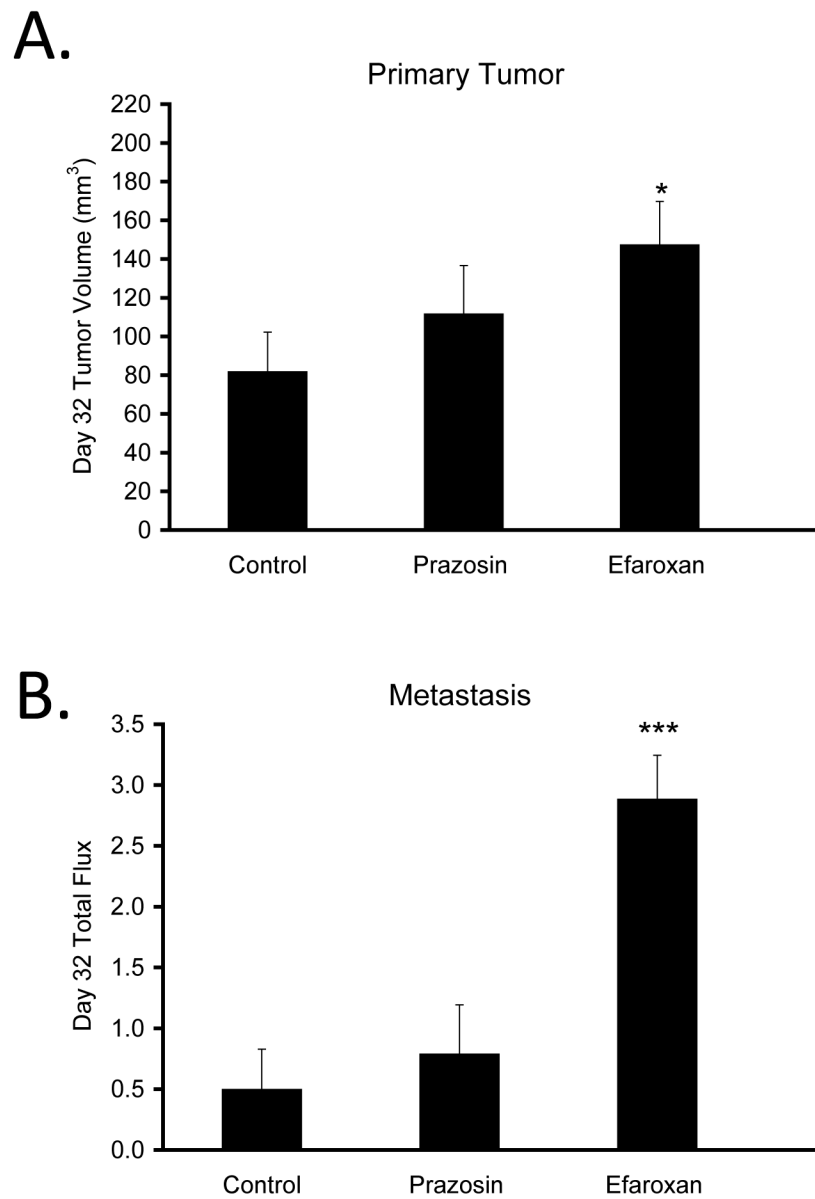 A.
Primary Tumor
Day 32 Tumor Volume (mm³)
220
200
180
160
140
120
100
80
60
40
20
0
*
Control Prazosin Efaroxan
B.
Metastasis
Day 32 Total Flux
3.5
3.0
2.5
2.0
1.5
1.0
0.5
0.0
***
Control Prazosin Efaroxan